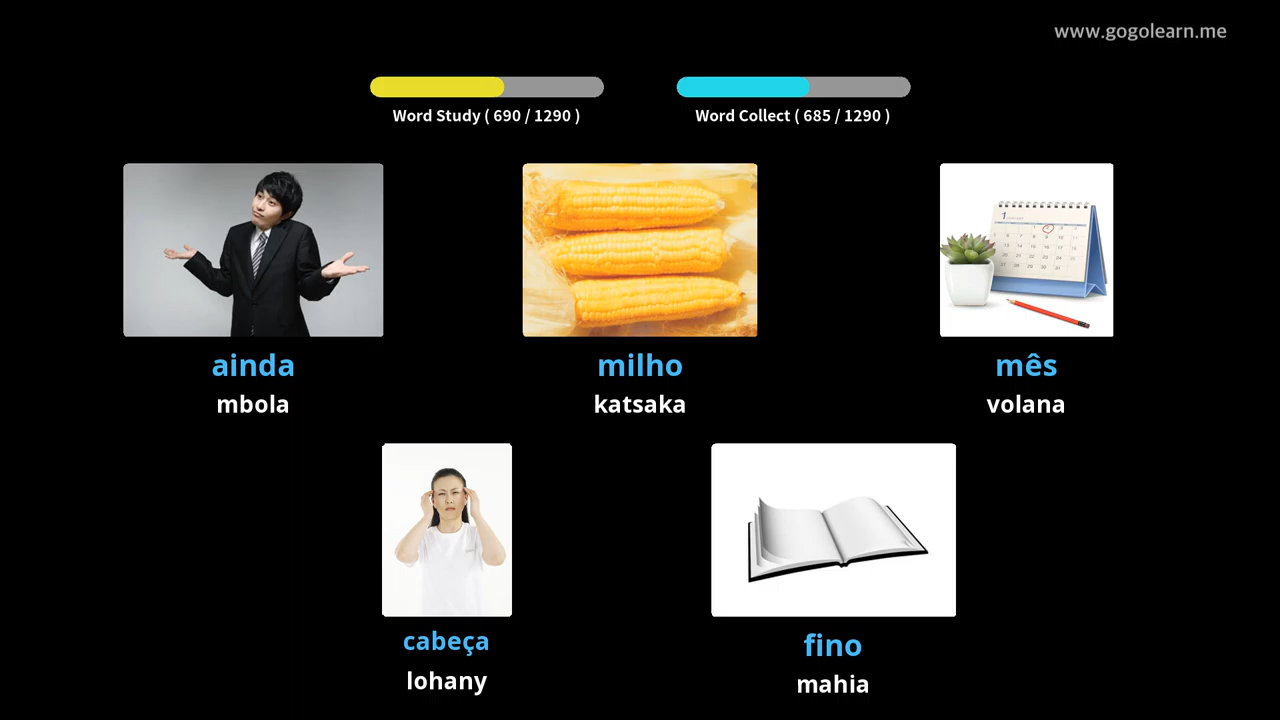 www.gogolearn.me
Word Study ( 690 / 1290 )
Word Collect ( 685 / 1290 )
ainda
mbola
milho
katsaka
mês
volana
cabeça
lohany
fino
mahia